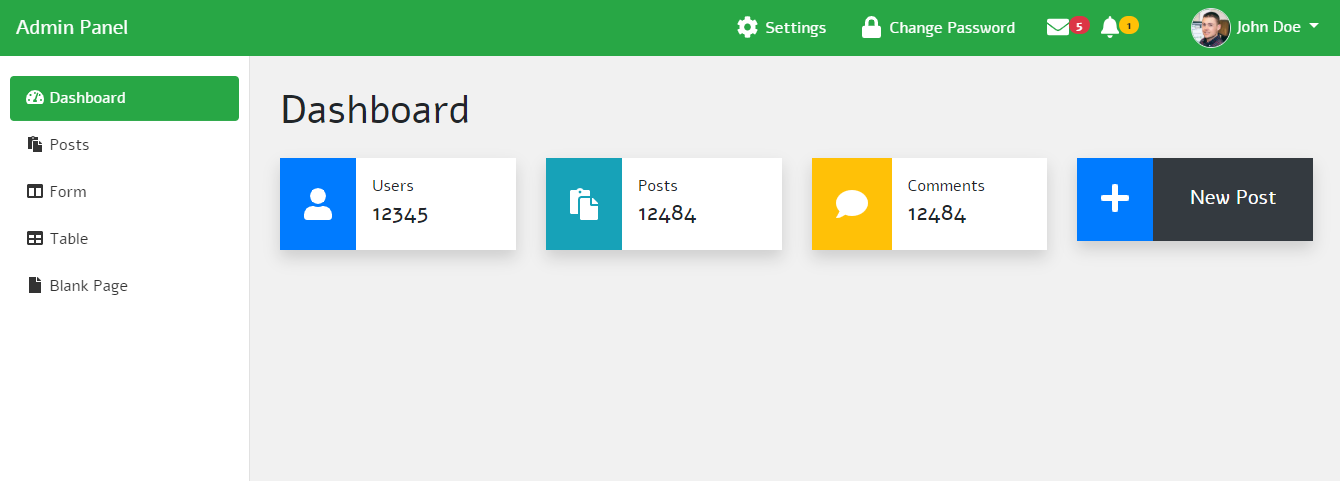 Admin Panel
Settings
Change Password
5
1
John Doe
Dashboard
Posts
Form
Table
Blank Page
Dashboard
Users
12345
Posts
12484
Comments
12484
New Post